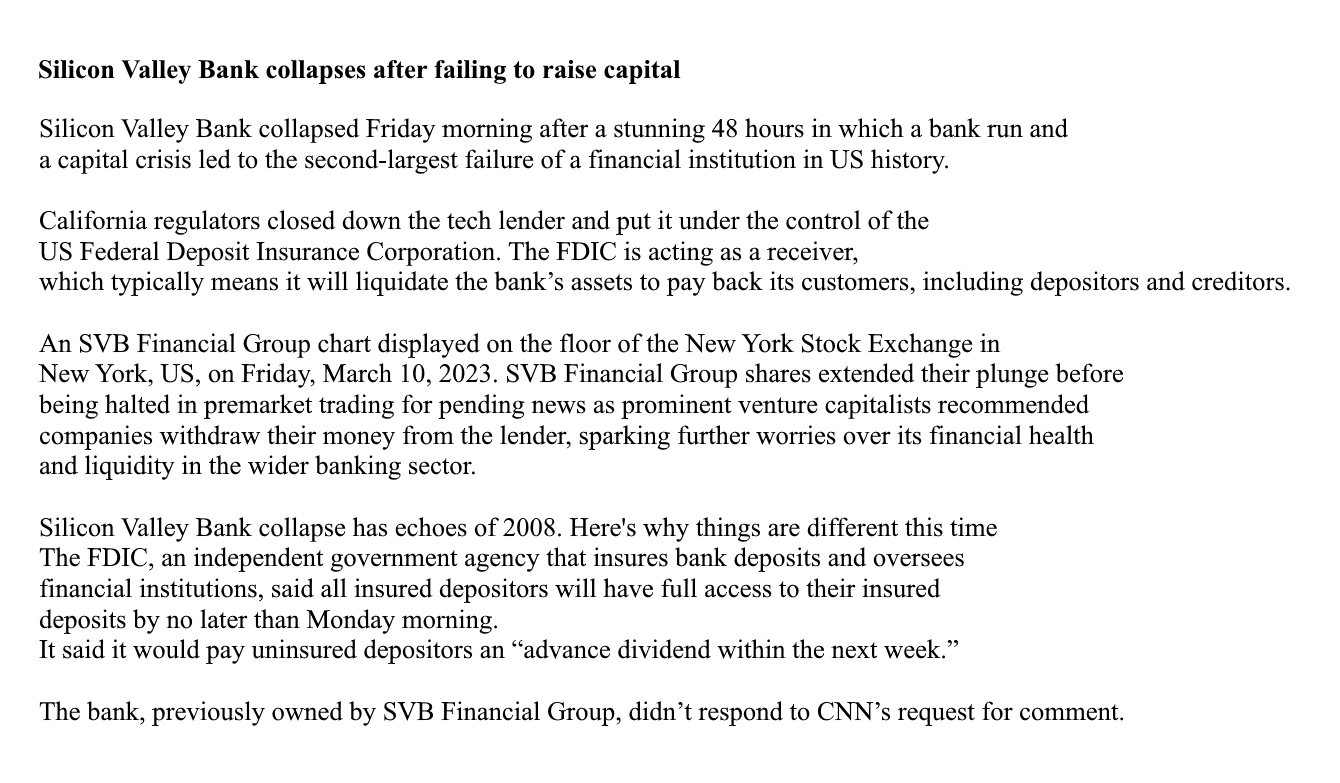 Silicon Valley Bank collapses after failing to raise capital
Silicon Valley Bank collapsed Friday morning after a stunning 48 hours in which a bank run and
a capital crisis led to the second-largest failure of a financial institution in US history.
California regulators closed down the tech lender and put it under the control of the
US Federal Deposit Insurance Corporation. The FDIC is acting as a receiver,
which typically means it will liquidate the bank’s assets to pay back its customers, including depositors and creditors.
An SVB Financial Group chart displayed on the floor of the New York Stock Exchange in
New York, US, on Friday, March 10, 2023. SVB Financial Group shares extended their plunge before
being halted in premarket trading for pending news as prominent venture capitalists recommended
companies withdraw their money from the lender, sparking further worries over its financial health
and liquidity in the wider banking sector.
Silicon Valley Bank collapse has echoes of 2008. Here's why things are different this time
The FDIC, an independent government agency that insures bank deposits and oversees
financial institutions, said all insured depositors will have full access to their insured
deposits by no later than Monday morning.
It said it would pay uninsured depositors an “advance dividend within the next week.”
The bank, previously owned by SVB Financial Group, didn’t respond to CNN’s request for comment.